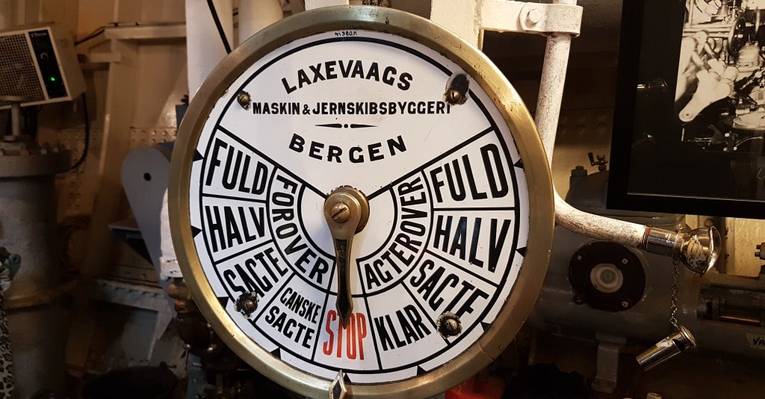 LAXEVAAGS
MASKIN & JERNSKIBSBYGGERI
BERGEN
FULD
HALV
SACTE
CANSKE
SACTE
STOP
KLAR
SACTE
HALV
FULD
FOROVER
ACTEROVER